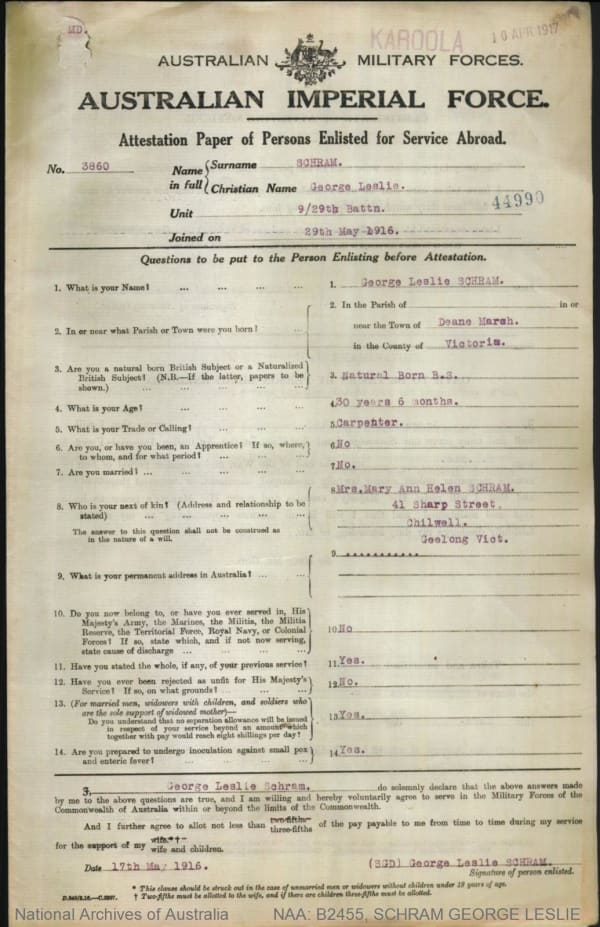 MD.
KAROOLA
10 APR 1917
AUSTRALIAN MILITARY FORCES.
AUSTRALIAN IMPERIAL FORCE.
Attestation Paper of Persons Enlisted for Service Abroad.
No. 3860
Name in full
Surname SCHRAM.
Christian Name George Leslie.
Unit 9/29th Battn.
44990
Joined on 29th May 1916.
Questions to be put to the Person Enlisting before Attestation.
1. What is your Name? ... ... ... ...
1. George Leslie SCHRAM.
2. In or near what Parish or Town were you born? ...
2. In the Parish of in or
near the Town of Deane Marsh.
in the County of Victoria.
3. Are you a natural born British Subject or a Naturalized
British Subject? (N.B.—If the latter, papers to be
shown.) ... ... ... ...
3. Natural Born B.S.
4. What is your Age? ... ... ... ...
4. 30 years 6 months.
5. What is your Trade or Calling? ... ... ...
5. Carpenter.
6. Are you, or have you been, an Apprentice? If so, where,
to whom, and for what period? ... ... ...
6. No
7. Are you married? ... ... ... ...
7. No.
8. Who is your next of kin? (Address and relationship to be
stated) ... ... ... ...
The answer to this question shall not be construed as
in the nature of a will.
8. Mrs. Mary Ann Helen SCHRAM.
41 Sharp Street,
Chilwell.
Geelong Vict.
9. What is your permanent address in Australia? ... ...
9. ...........
10. Do you now belong to, or have you ever served in, His
Majesty's Army, the Marines, the Militia, the Militia
Reserve, the Territorial Force, Royal Navy, or Colonial
Forces? If so, state which, and if not now serving,
state cause of discharge ... ... ... ...
10. No
11. Have you stated the whole, if any, of your previous service?
11. Yes.
12. Have you ever been rejected as unfit for His Majesty's
Service? If so, on what grounds? ... ... ...
12. No.
13. (For married men, widowers with children, and soldiers who
are the sole support of widowed mother)—
Do you understand that no separation allowance will be issued
in respect of your service beyond an amount which
together with pay would reach eight shillings per day?
13. Yes.
14. Are you prepared to undergo inoculation against small pox
and enteric fever? ... ... ... ...
14. Yes.
I, George Leslie Schram. do solemnly declare that the above answers made
by me to the above questions are true, and I am willing and hereby voluntarily agree to serve in the Military Forces of the
Commonwealth of Australia within or beyond the limits of the Commonwealth.
And I further agree to allot not less than two-fifths three-fifths of the pay payable to me from time to time during my service
for the support of my wife*† wife and children.
Date 17th May 1916.
(SGD) George Leslie SCHRAM.
Signature of person enlisted.
* This clause should be struck out in the case of unmarried men or widowers without children under 18 years of age.
† Two-fifths must be allotted to the wife, and if there are children three-fifths must be allotted.
National Archives of Australia
NAA: B2455, SCHRAM GEORGE LESLIE